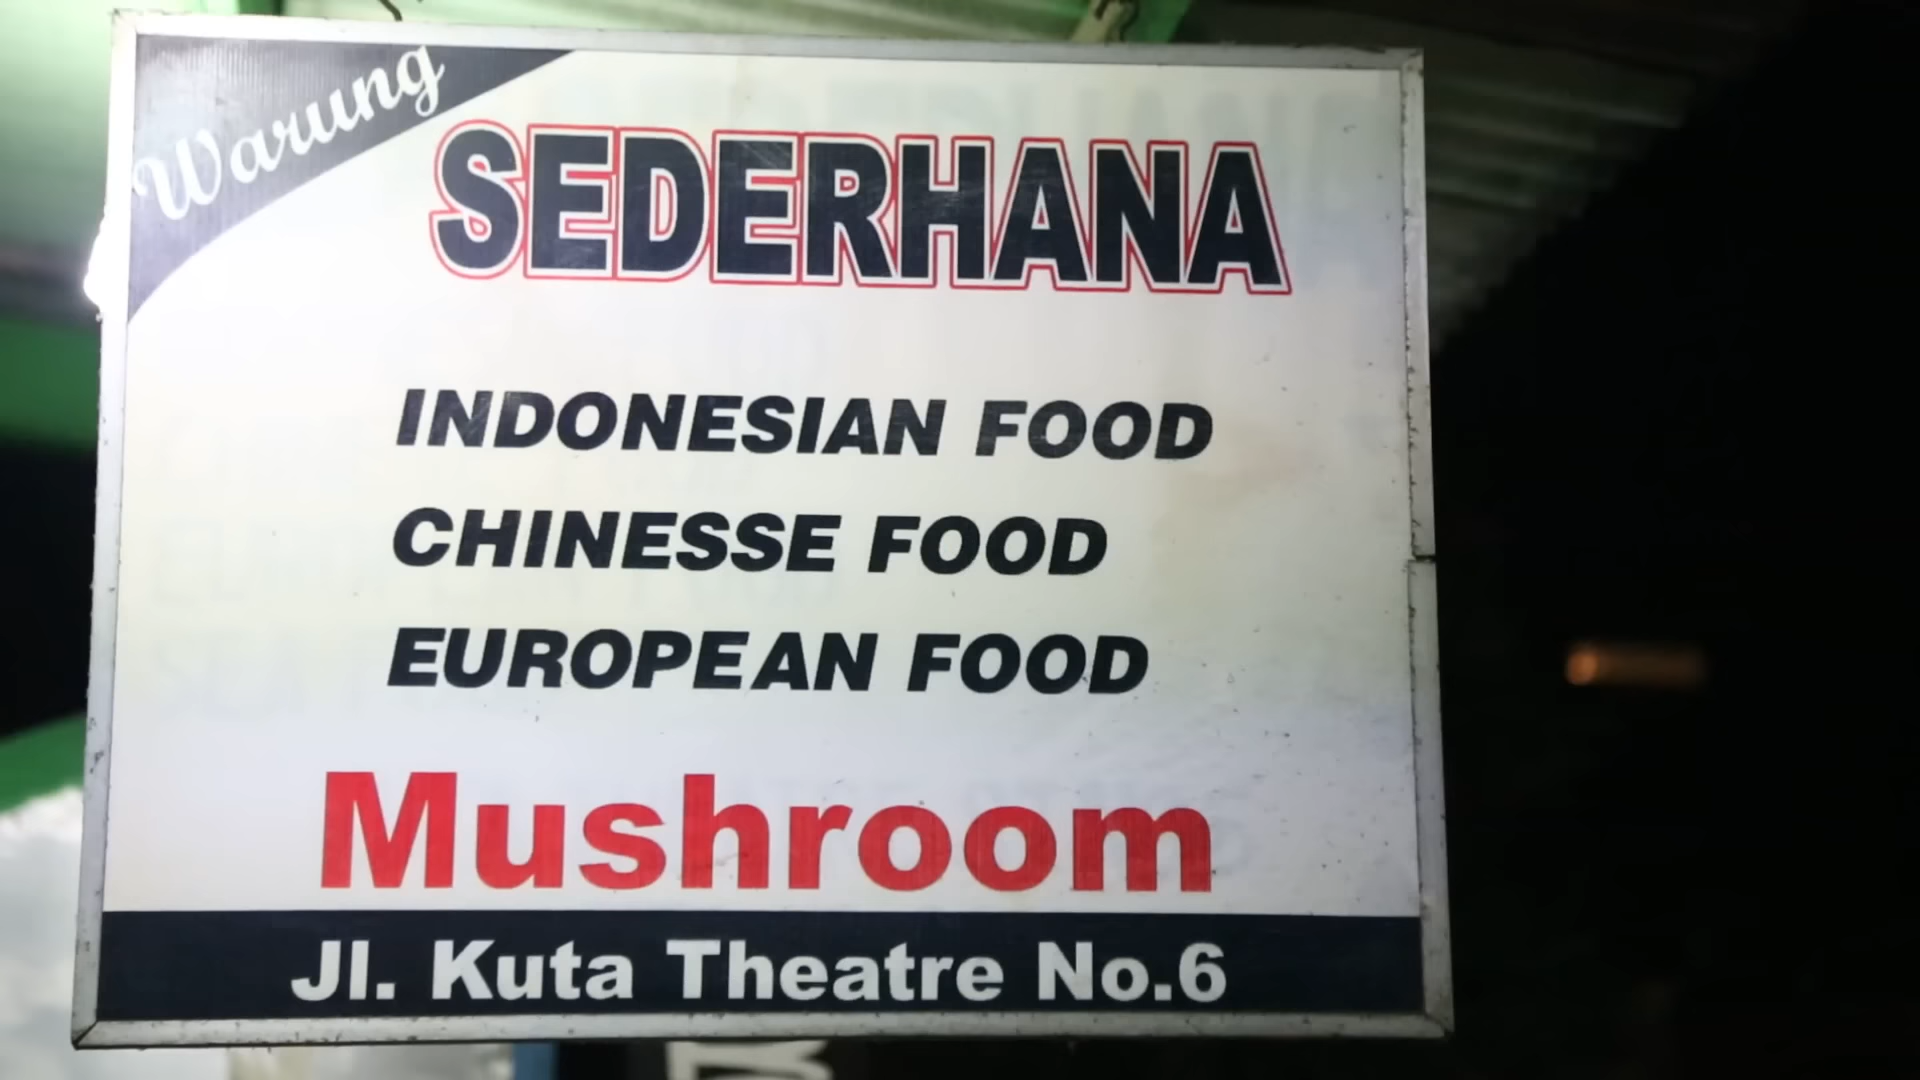 Warung
SEDERHANA
INDONESIAN FOOD
CHINESSE FOOD
EUROPEAN FOOD
Mushroom
Jl. Kuta Theatre No.6